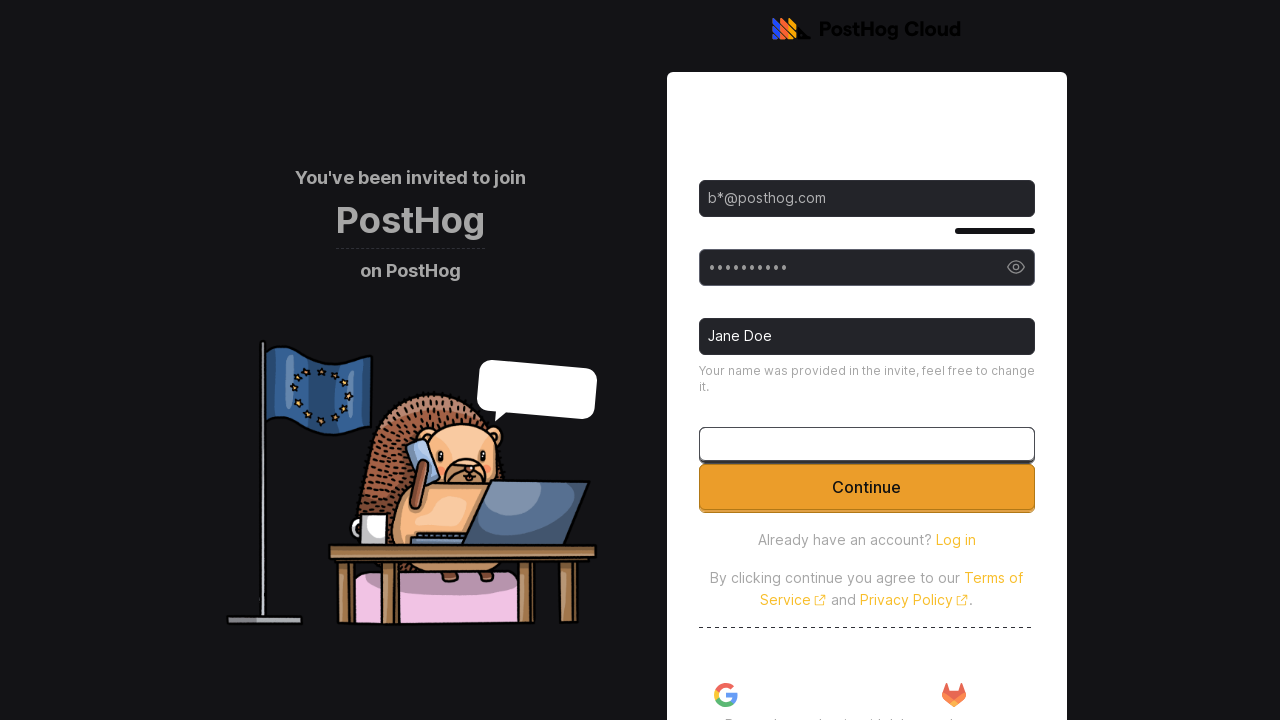 PostHog Cloud
You've been invited to join
PostHog
on PostHog
b*@posthog.com
••••••••••
Jane Doe
Your name was provided in the invite, feel free to change
it.
Continue
Already have an account? Log in
By clicking continue you agree to our Terms of
Service and Privacy Policy.